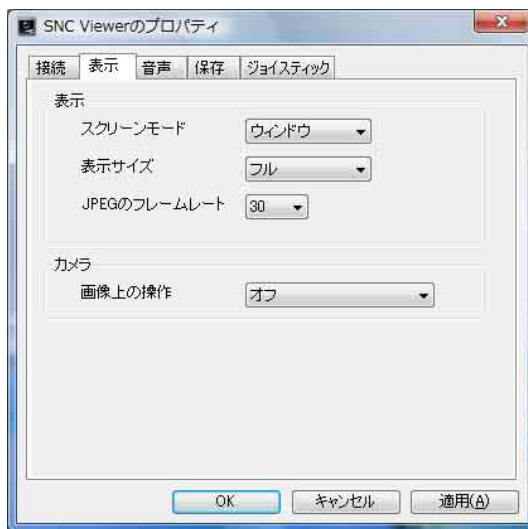 SNC Viewerのプロパティ
接続 表示 音声 保存 ジョイスティック
表示
スクリーンモード ウィンドウ
表示サイズ フル
JPEGのフレームレート 30
カメラ
画像上の操作 オフ
OK キャンセル 適用(A)